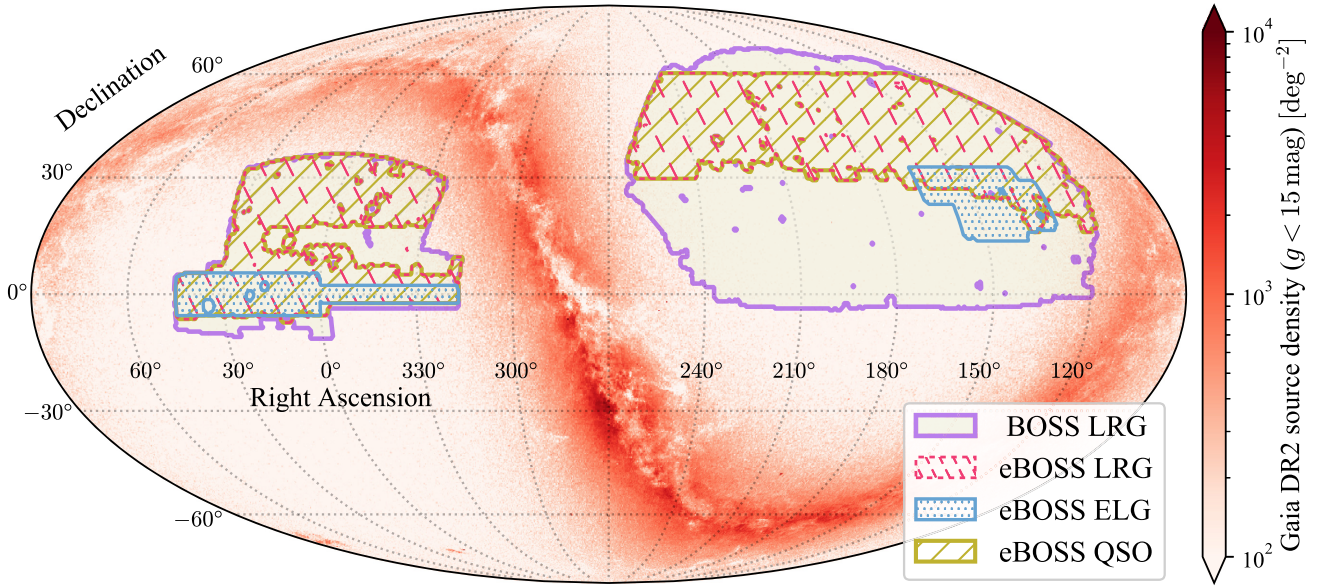 Declination
60°
30°
0°
−30°
−60°
60°
30°
0°
330°
300°
240°
210°
180°
150°
120°
Right Ascension
BOSS LRG
eBOSS LRG
eBOSS ELG
eBOSS QSO
10⁴
10³
10²
Gaia DR2 source density (g < 15 mag) [deg⁻²]